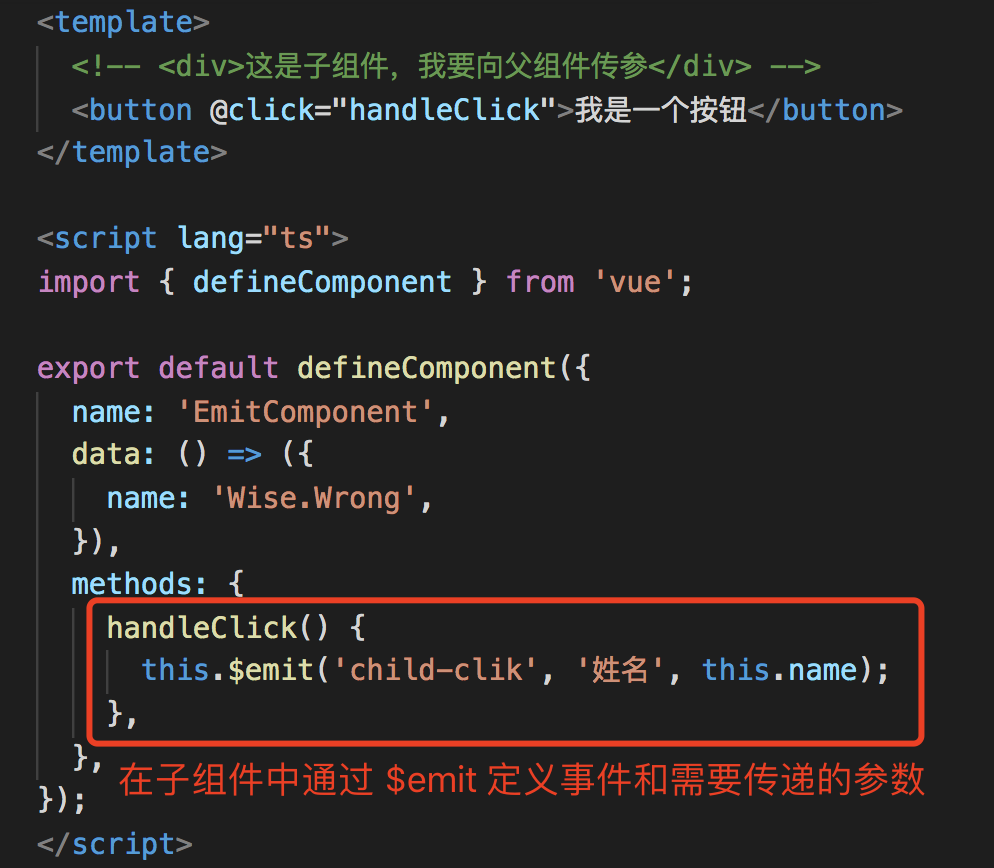 <template>
  <!-- <div>这是子组件，我要向父组件传参</div> -->
  <button @click="handleClick">我是一个按钮</button>
</template>

<script lang="ts">
import { defineComponent } from 'vue';

export default defineComponent({
  name: 'EmitComponent',
  data: () => ({
    name: 'Wise.Wrong',
  }),
  methods: {
    handleClick() {
      this.$emit('child-clik', '姓名', this.name);
    },
  },
在子组件中通过 $emit 定义事件和需要传递的参数
});
</script>